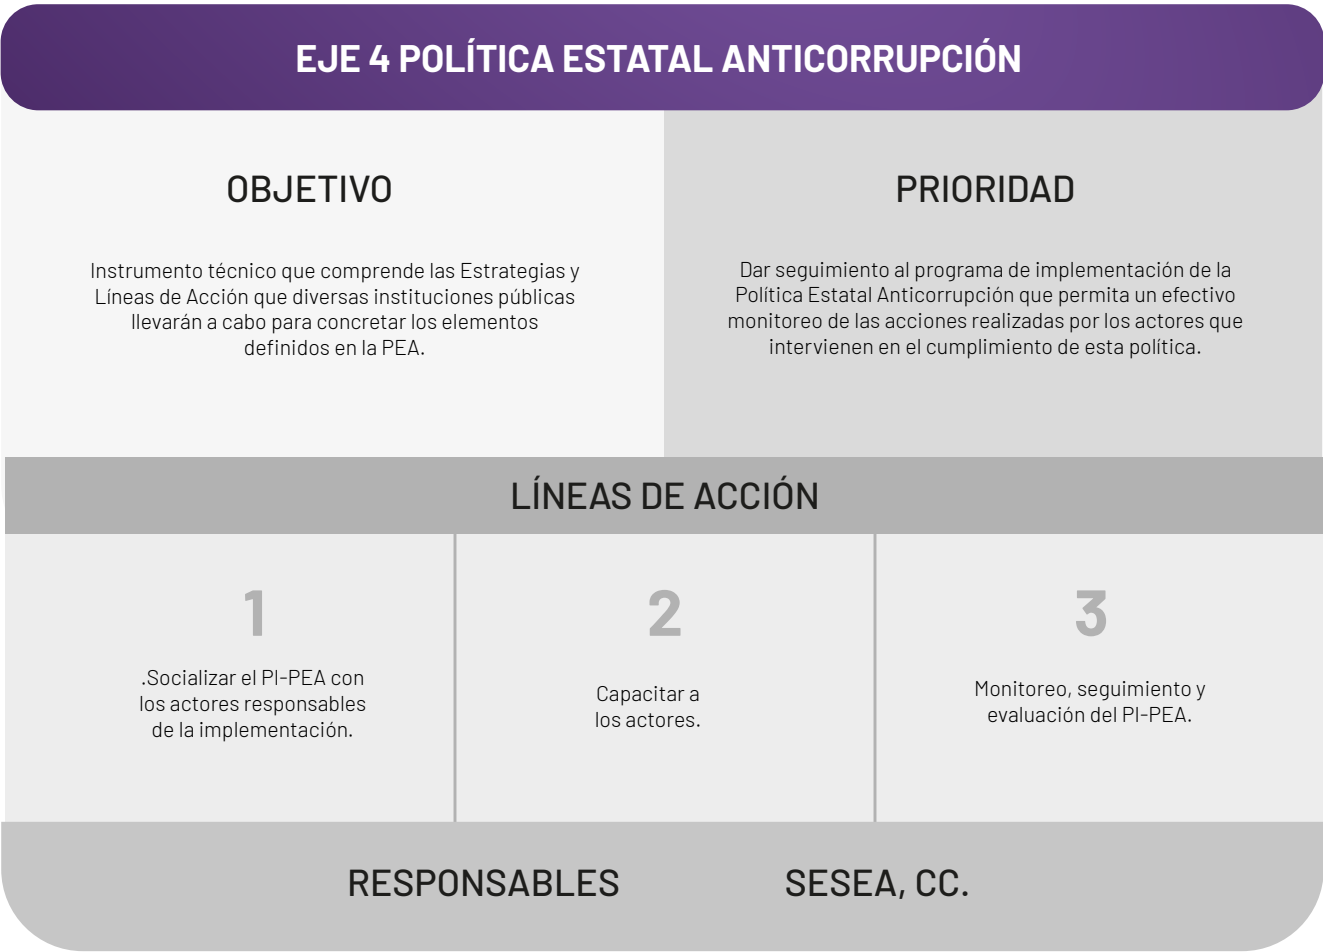 EJE 4 POLÍTICA ESTATAL ANTICORRUPCIÓN
OBJETIVO
Instrumento técnico que comprende las Estrategias y
Líneas de Acción que diversas instituciones públicas
llevarán a cabo para concretar los elementos
definidos en la PEA.
PRIORIDAD
Dar seguimiento al programa de implementación de la
Política Estatal Anticorrupción que permita un efectivo
monitoreo de las acciones realizadas por los actores que
intervienen en el cumplimiento de esta política.
LÍNEAS DE ACCIÓN
1
.Socializar el PI-PEA con
los actores responsables
de la implementación.
2
Capacitar a
los actores.
3
Monitoreo, seguimiento y
evaluación del PI-PEA.
RESPONSABLES
SESEA, CC.